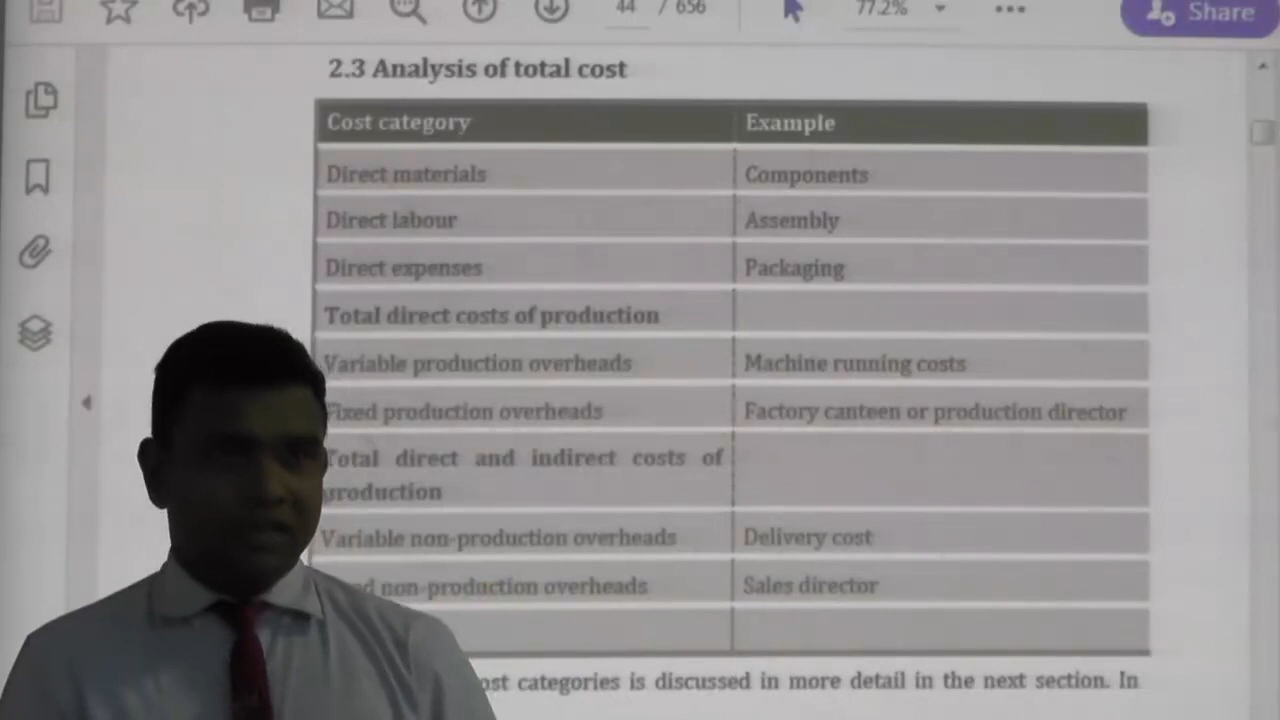 44 / 656
77.2%
Share
2.3 Analysis of total cost
Cost category Example
Direct materials Components
Direct labour Assembly
Direct expenses Packaging
Total direct costs of production
Variable production overheads Machine running costs
Fixed production overheads Factory canteen or production director
Total direct and indirect costs of
production
Variable non-production overheads Delivery cost
non-production overheads Sales director
categories is discussed in more detail in the next section. In